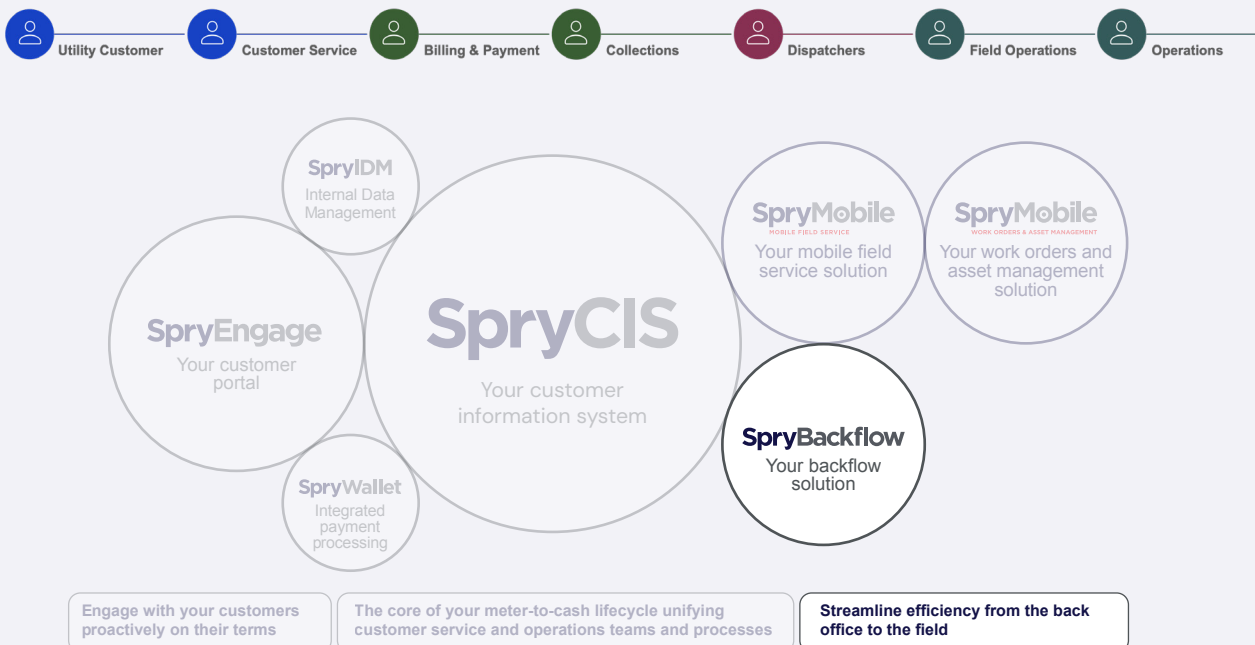 Utility Customer
Customer Service
Billing & Payment
Collections
Dispatchers
Field Operations
Operations
SpryIDM
Internal Data
Management
SpryEngage
Your customer
portal
SpryWallet
Integrated
payment
processing
SpryCIS
Your customer
information system
SpryMobile
MOBILE FIELD SERVICE
Your mobile field
service solution
SpryMobile
WORK ORDERS & ASSET MANAGEMENT
Your work orders and
asset management
solution
SpryBackflow
Your backflow
solution
Engage with your customers
proactively on their terms
The core of your meter-to-cash lifecycle unifying
customer service and operations teams and processes
Streamline efficiency from the back
office to the field